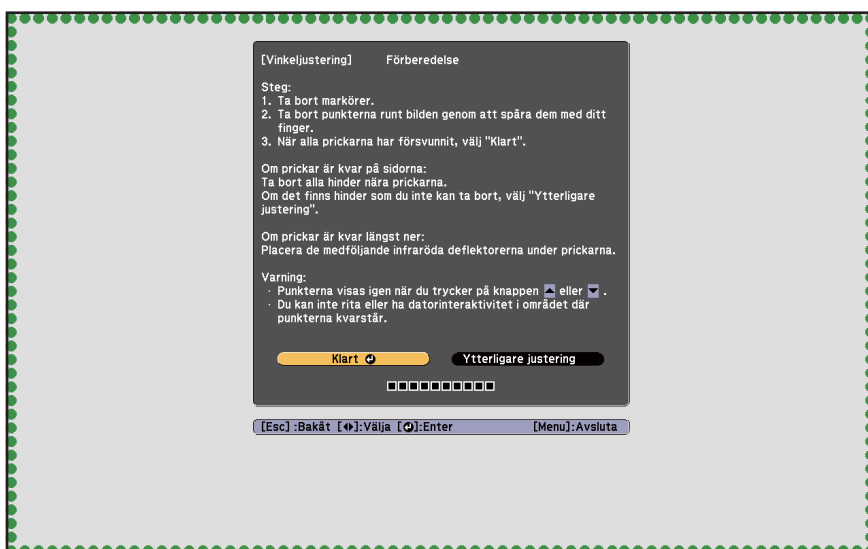 [Vinkeljustering] Förberedelse
Steg:
1. Ta bort markörer.
2. Ta bort punkterna runt bilden genom att spåra dem med ditt
finger.
3. När alla prickarna har försvunnit, välj "Klart".
Om prickar är kvar på sidorna:
Ta bort alla hinder nära prickarna.
Om det finns hinder som du inte kan ta bort, välj "Ytterligare
justering".
Om prickar är kvar längst ner:
Placera de medföljande infraröda deflektorerna under prickarna.
Varning:
· Punkterna visas igen när du trycker på knappen ▲ eller ▼ .
· Du kan inte rita eller ha datorinteraktivitet i området där
punkterna kvarstår.
Klart Ytterligare justering
[Esc] :Bakåt [◀▶]:Välja [⏎]:Enter [Menu]:Avsluta